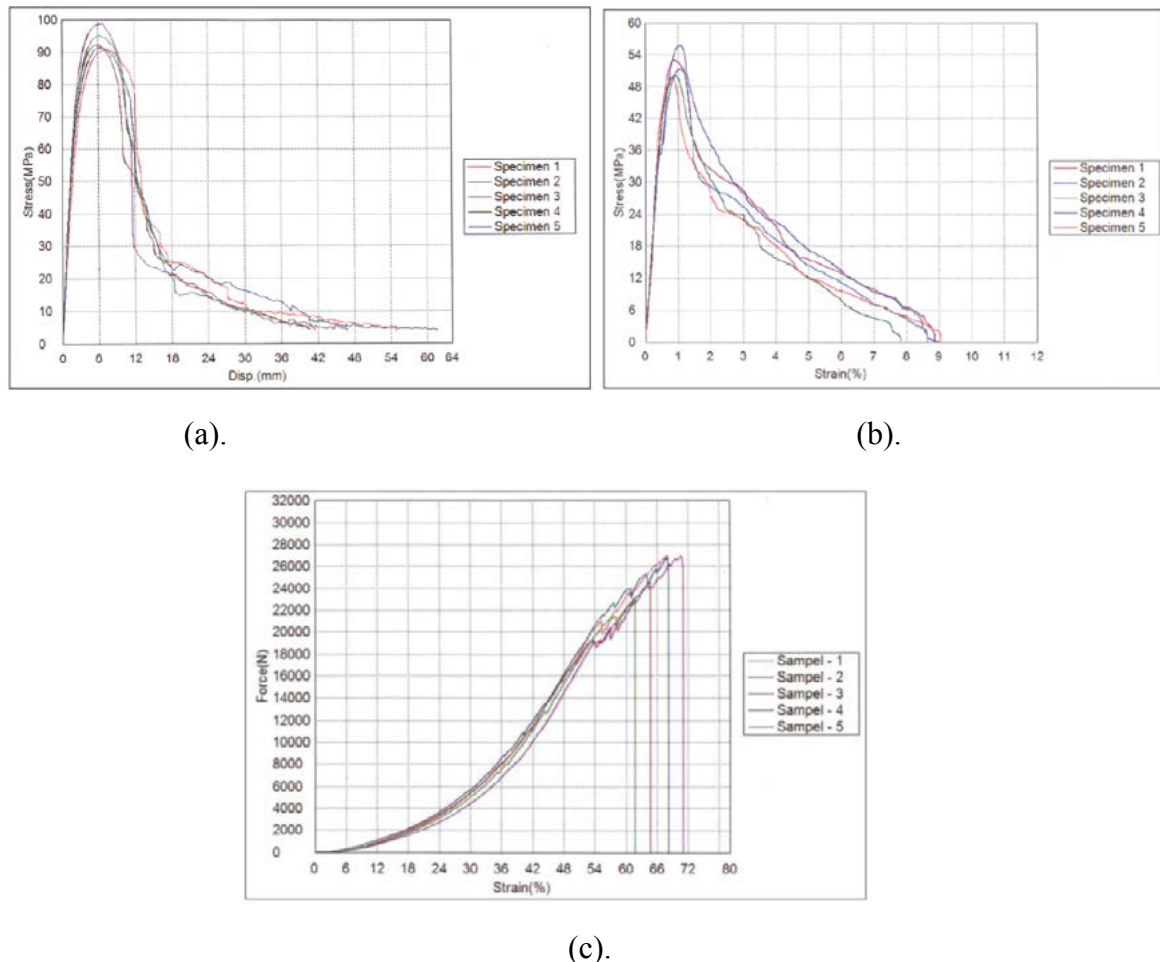 100
90
80
70
60
50
40
30
20
10
0
Stress(MPa)
0 6 12 18 24 30 36 42 48 54 60 64
Disp.(mm)
Specimen 1
Specimen 2
Specimen 3
Specimen 4
Specimen 5
(a).
60
54
48
42
36
30
24
18
12
6
0
Stress(MPa)
0 1 2 3 4 5 6 7 8 9 10 11 12
Strain(%)
Specimen 1
Specimen 2
Specimen 3
Specimen 4
Specimen 5
(b).
32000
30000
28000
26000
24000
22000
20000
18000
16000
14000
12000
10000
8000
6000
4000
2000
0
Force(N)
0 6 12 18 24 30 36 42 48 54 60 66 72 80
Strain(%)
Sampel - 1
Sampel - 2
Sampel - 3
Sampel - 4
Sampel - 5
(c).